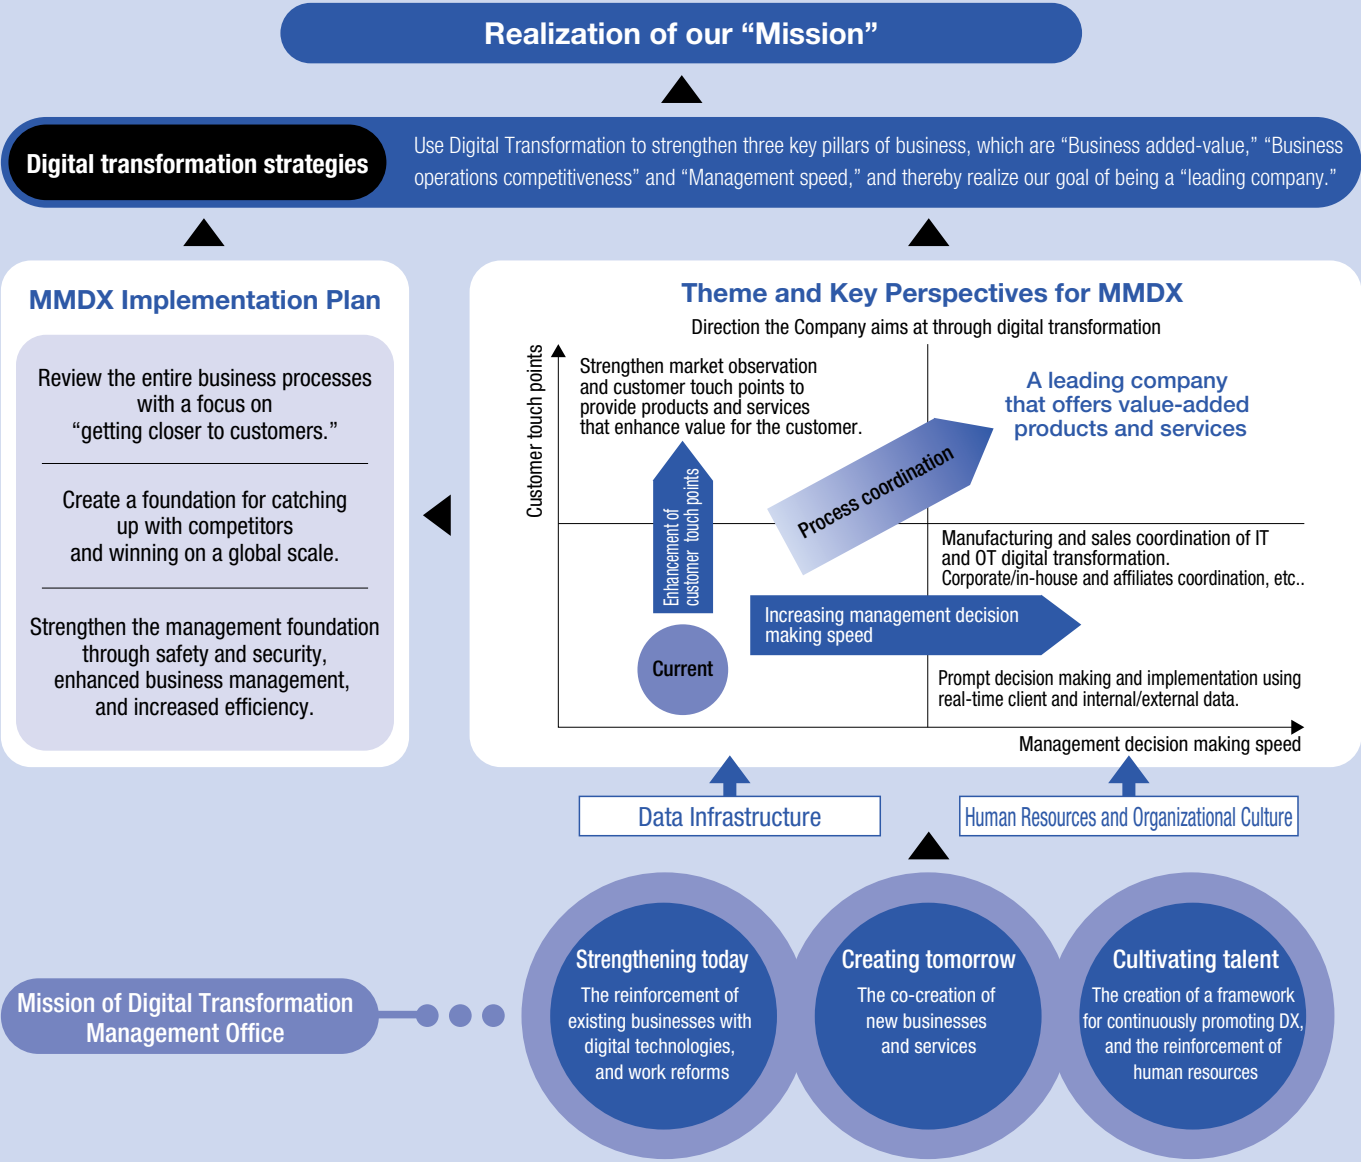 Realization of our “Mission”
Digital transformation strategies
Use Digital Transformation to strengthen three key pillars of business, which are “Business added-value,” “Business
operations competitiveness” and “Management speed,” and thereby realize our goal of being a “leading company.”
MMDX Implementation Plan
Review the entire business processes
with a focus on
“getting closer to customers.”
Create a foundation for catching
up with competitors
and winning on a global scale.
Strengthen the management foundation
through safety and security,
enhanced business management,
and increased efficiency.
Theme and Key Perspectives for MMDX
Direction the Company aims at through digital transformation
Customer touch points
Strengthen market observation
and customer touch points to
provide products and services
that enhance value for the customer.
A leading company
that offers value-added
products and services
Process coordination
Enhancement of
customer touch points
Manufacturing and sales coordination of IT
and OT digital transformation.
Corporate/in-house and affiliates coordination, etc..
Increasing management decision
making speed
Current
Prompt decision making and implementation using
real-time client and internal/external data.
Management decision making speed
Data Infrastructure
Human Resources and Organizational Culture
Mission of Digital Transformation
Management Office
Strengthening today
The reinforcement of
existing businesses with
digital technologies,
and work reforms
Creating tomorrow
The co-creation of
new businesses
and services
Cultivating talent
The creation of a framework
for continuously promoting DX,
and the reinforcement of
human resources